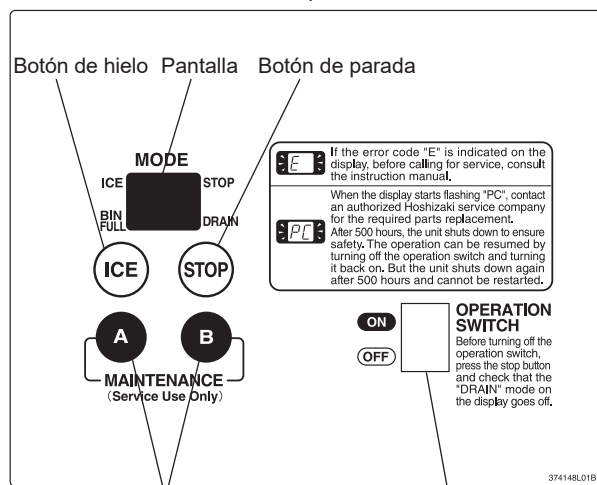 Botón de hielo Pantalla Botón de parada
MODE
ICE STOP
BIN FULL DRAIN
ICE STOP
A B
MAINTENANCE
(Service Use Only)
E
If the error code "E" is indicated on the
display, before calling for service, consult
the instruction manual.
PC
When the display starts flashing "PC", contact
an authorized Hoshizaki service company
for the required parts replacement.
After 500 hours, the unit shuts down to ensure
safety. The operation can be resumed by
turning off the operation switch and turning
it back on. But the unit shuts down again
after 500 hours and cannot be restarted.
ON
OFF
OPERATION
SWITCH
Before turning off the
operation switch,
press the stop button
and check that the
"DRAIN" mode on
the display goes off.
374148L01B